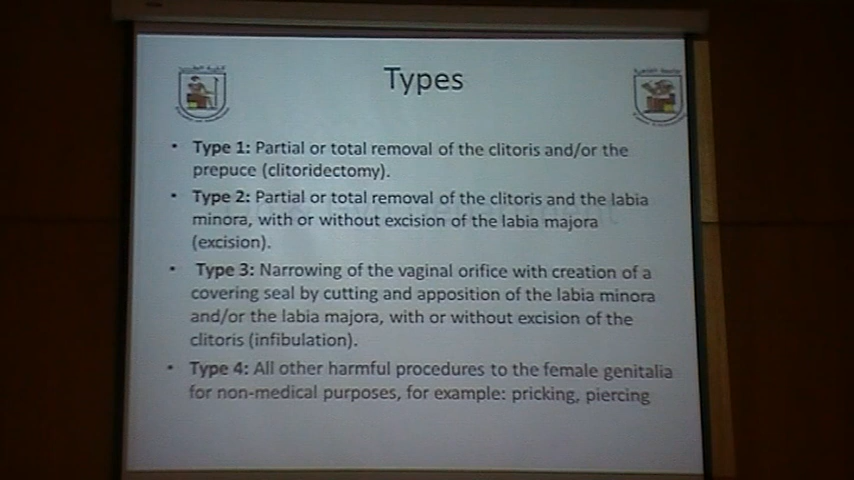 Types
• Type 1: Partial or total removal of the clitoris and/or the
prepuce (clitoridectomy).
• Type 2: Partial or total removal of the clitoris and the labia
minora, with or without excision of the labia majora
(excision).
• Type 3: Narrowing of the vaginal orifice with creation of a
covering seal by cutting and apposition of the labia minora
and/or the labia majora, with or without excision of the
clitoris (infibulation).
• Type 4: All other harmful procedures to the female genitalia
for non-medical purposes, for example: pricking, piercing